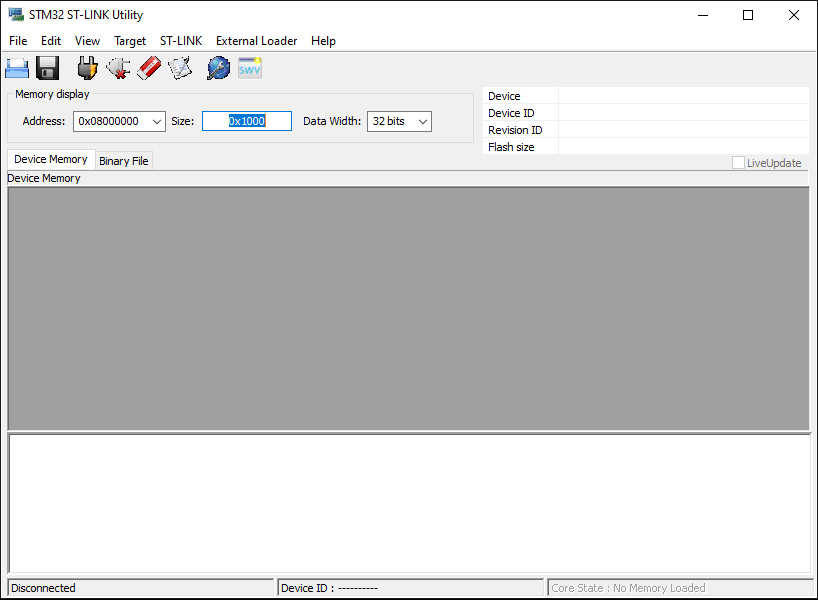 STM32 ST-LINK Utility
File Edit View Target ST-LINK External Loader Help
SWV
Memory display
Address: 0x08000000 Size: 0x1000 Data Width: 32 bits
Device
Device ID
Revision ID
Flash size
Device Memory Binary File
LiveUpdate
Device Memory
Disconnected Device ID : ---------- Core State : No Memory Loaded